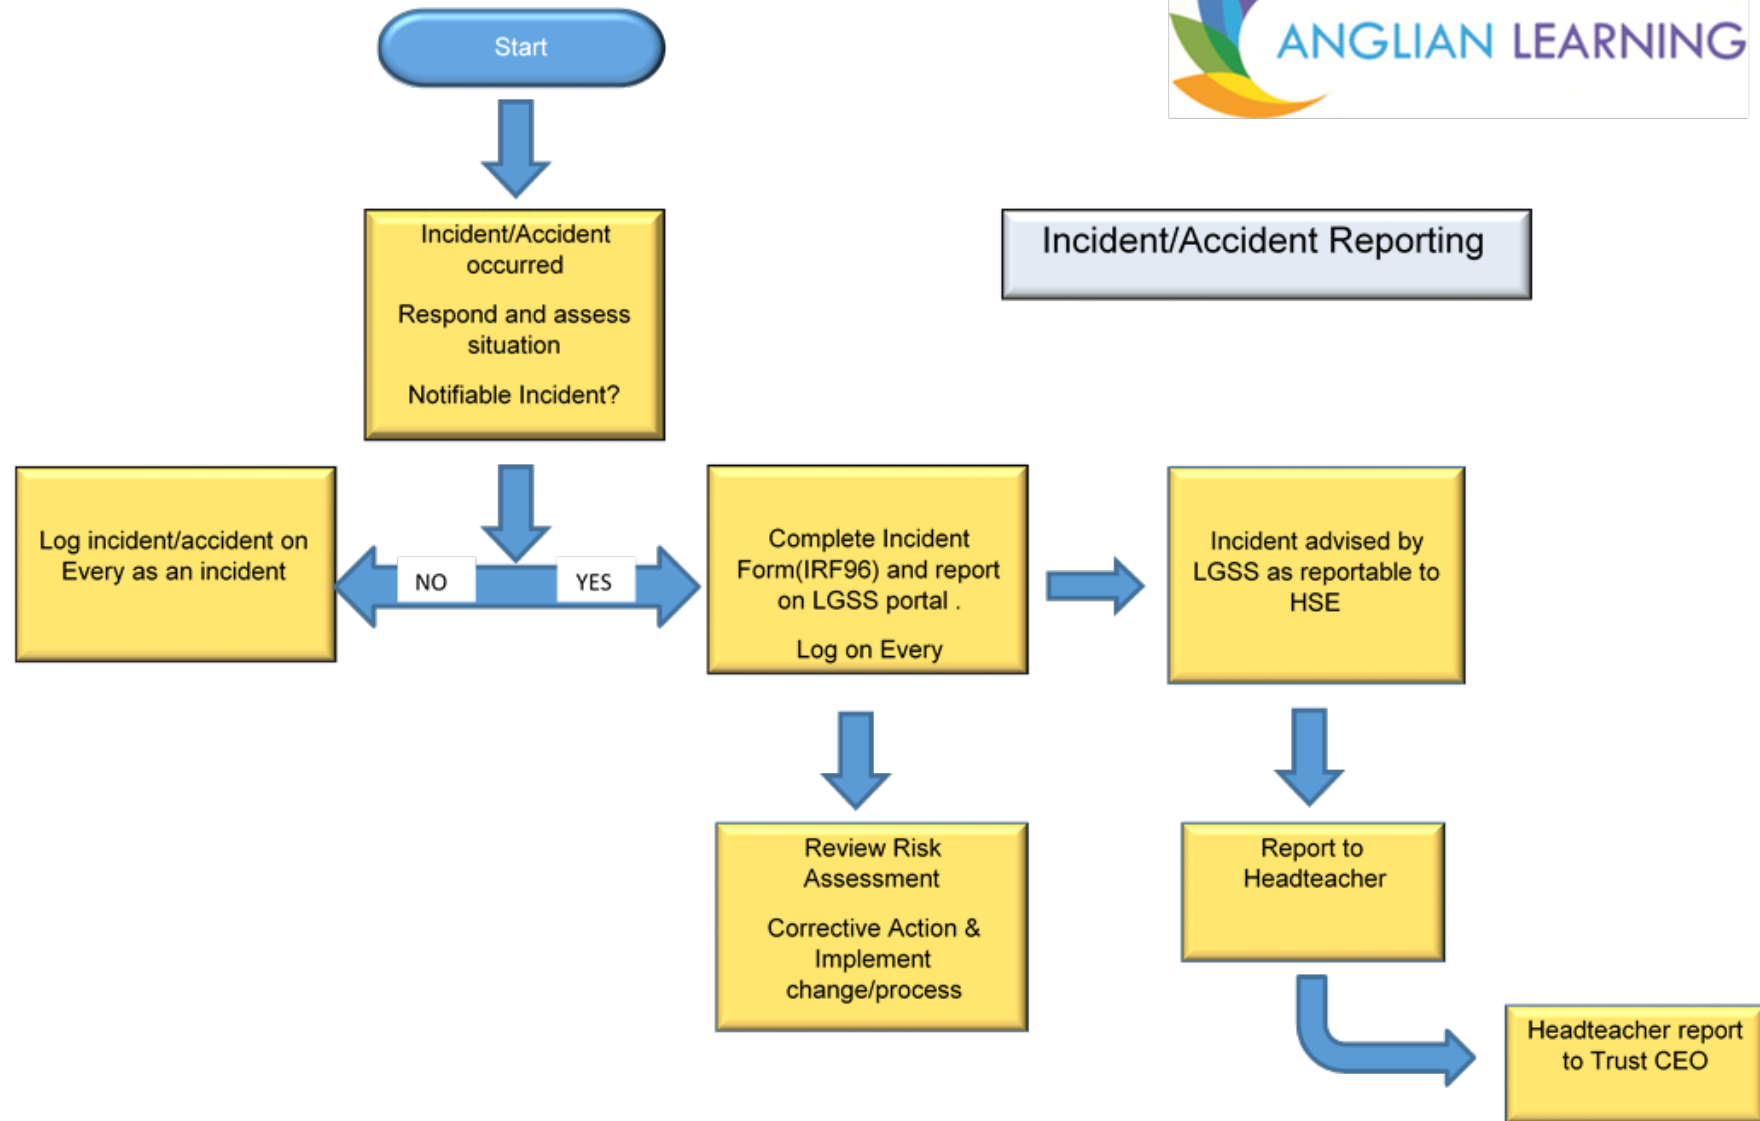 Start
ANGLIAN LEARNING
Incident/Accident
occurred
Respond and assess
situation
Notifiable Incident?
Incident/Accident Reporting
Log incident/accident on
Every as an incident
NO
YES
Complete Incident
Form(IRF96) and report
on LGSS portal .
Log on Every
Incident advised by
LGSS as reportable to
HSE
Review Risk
Assessment
Corrective Action &
Implement
change/process
Report to
Headteacher
Headteacher report
to Trust CEO